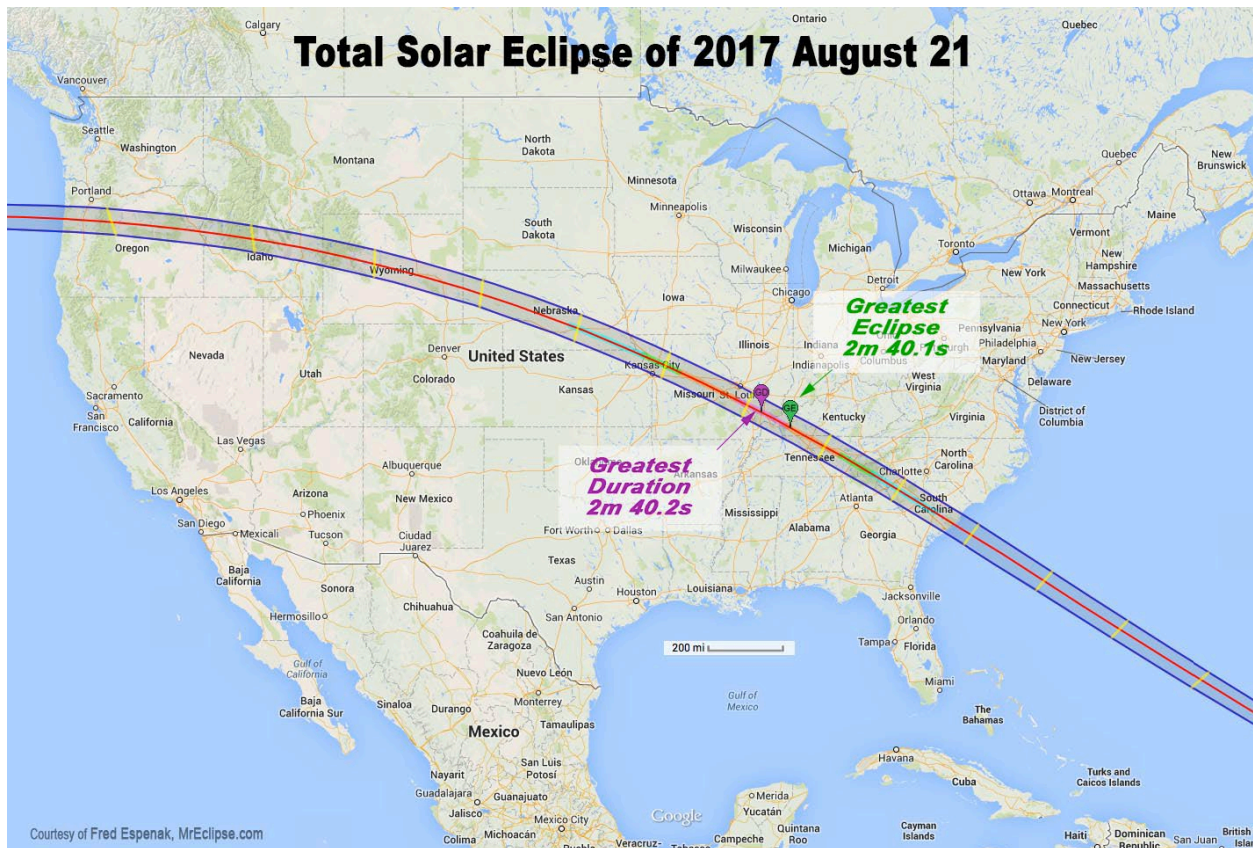 Total Solar Eclipse of 2017 August 21
Calgary
Ontario
Quebec
Vancouver
Seattle
Washington
Montana
North
Dakota
Minnesota
Quebec
New
Brunswick
Ottawa
Montreal
Maine
Portland
Oregon
Idaho
Wyoming
South
Dakota
Minneapolis
Wisconsin
Michigan
Toronto
Vermont
New
Hampshire
New York
Massachusetts
Milwaukee
Detroit
Chicago
Iowa
Nebraska
Connecticut
Rhode Island
Greatest
Eclipse
2m 40.1s
Pennsylvania
New York
Illinois
Indiana
Indianapolis
Columbus
Philadelphia
Maryland
New Jersey
Nevada
Utah
Denver
Colorado
United States
Kansas City
Kansas
Missouri
GD
GE
West
Virginia
Delaware
District of
Columbia
Kentucky
Virginia
Sacramento
San
Francisco
Las Vegas
Tennessee
Charlotte
North
Carolina
South
Carolina
Greatest
Duration
2m 40.2s
Arkansas
Albuquerque
Los Angeles
Arizona
New Mexico
Phoenix
San Diego
Mexicali
Tucson
Ciudad
Juarez
Fort Worth
Dallas
Mississippi
Alabama
Atlanta
Georgia
Texas
Baja
California
Sonora
Austin
Houston
Louisiana
Jacksonville
Hermosillo
Chihuahua
San Antonio
Orlando
Coahuila de
Zaragoza
200 mi
Tampa
Florida
Gulf of
California
Nuevo León
Miami
Baja
California Sur
Sinaloa
Durango
Monterrey
Gulf of
Mexico
The
Bahamas
Tamaulipas
Mexico
Havana
Cuba
San Luis
Potosí
Nayarit
Turks and
Caicos Islands
Guadalajara
Guanajuato
Merida
Jalisco
Google
Yucatán
Courtesy of Fred Espenak, MrEclipse.com
Mexico City
Colima
Michoacán
Veracruz-
Campeche
Quintana
Roo
Cayman
Islands
Haiti
Dominican
Republic
San Juan
British